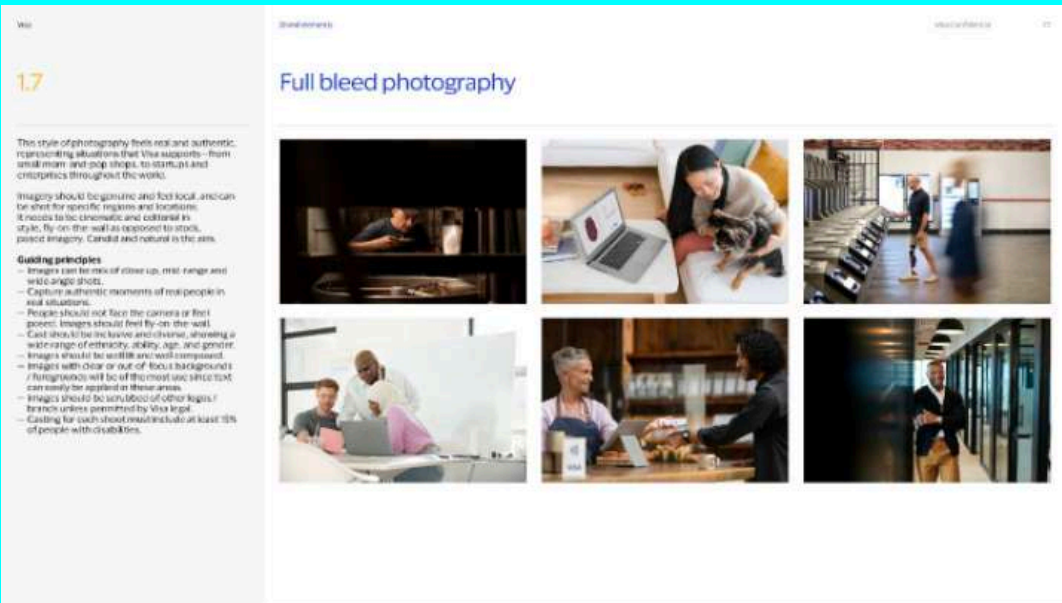 Visa
Brand elements
Visa Confidential
1.7
Full bleed photography
This style of photography feels real and authentic,
representing situations that Visa supports—from
small mom-and-pop shops, to startups and
enterprises throughout the world.
Imagery should be genuine and feel local, and can
be shot for specific regions and locations.
It needs to be cinematic and editorial in
style, fly-on-the-wall as opposed to stock,
posed imagery. Candid and natural is the aim.
Guiding principles
— Images can be mix of close up, mid-range and
wide angle shots.
— Capture authentic moments of real people in
real situations.
— People should not face the camera or feel
posed. Images should feel fly-on-the-wall.
— Cast should be inclusive and diverse, showing a
wide range of ethnicity, ability, age, and gender.
— Images should be well lit and well composed.
— Images with clear or out-of-focus backgrounds
/ foregrounds will be of the most use since text
can easily be applied in these areas.
— Images should be scrubbed of other logos /
brands unless permitted by Visa legal.
— Casting for each shoot must include at least 15%
of people with disabilities.
VISA